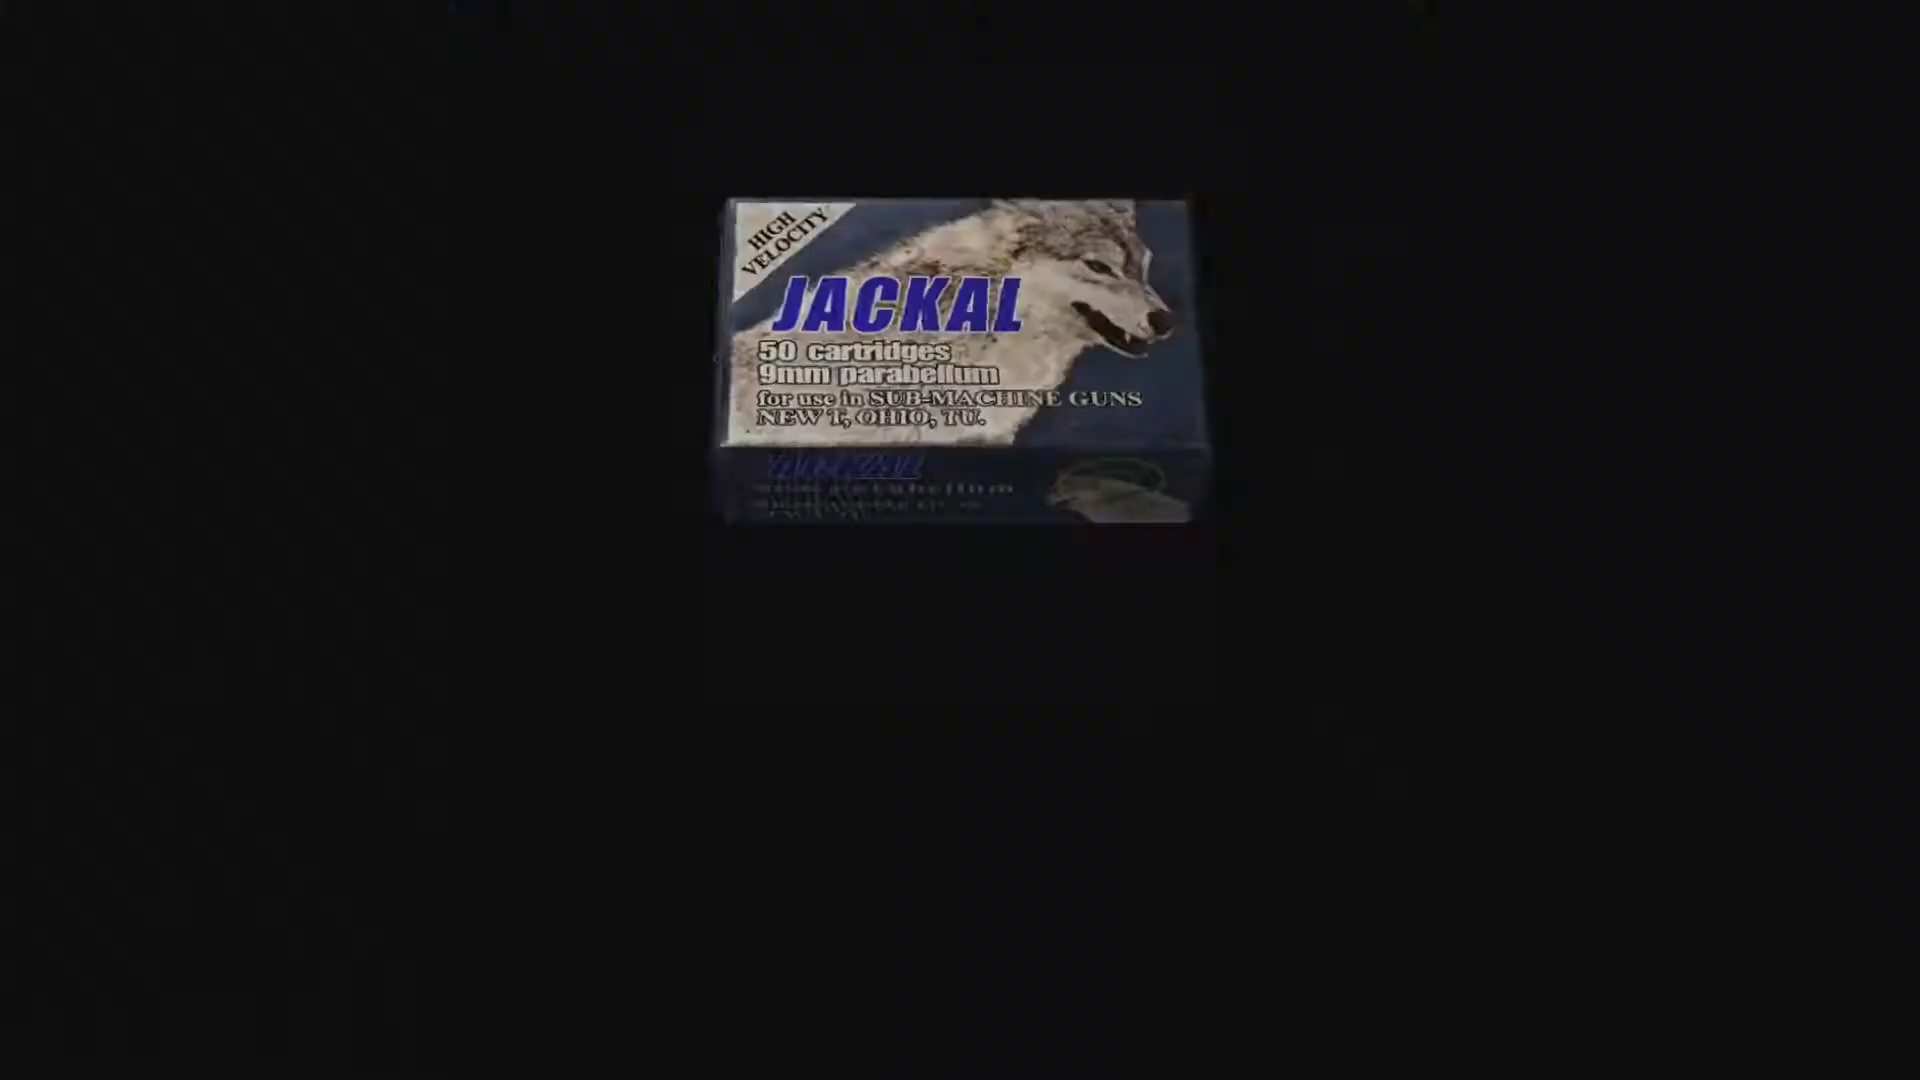 HIGH
VELOCITY
JACKAL
50 cartridges
9mm parabellum
for use in SUB-MACHINE GUNS
NEW T, OHIO, TU.